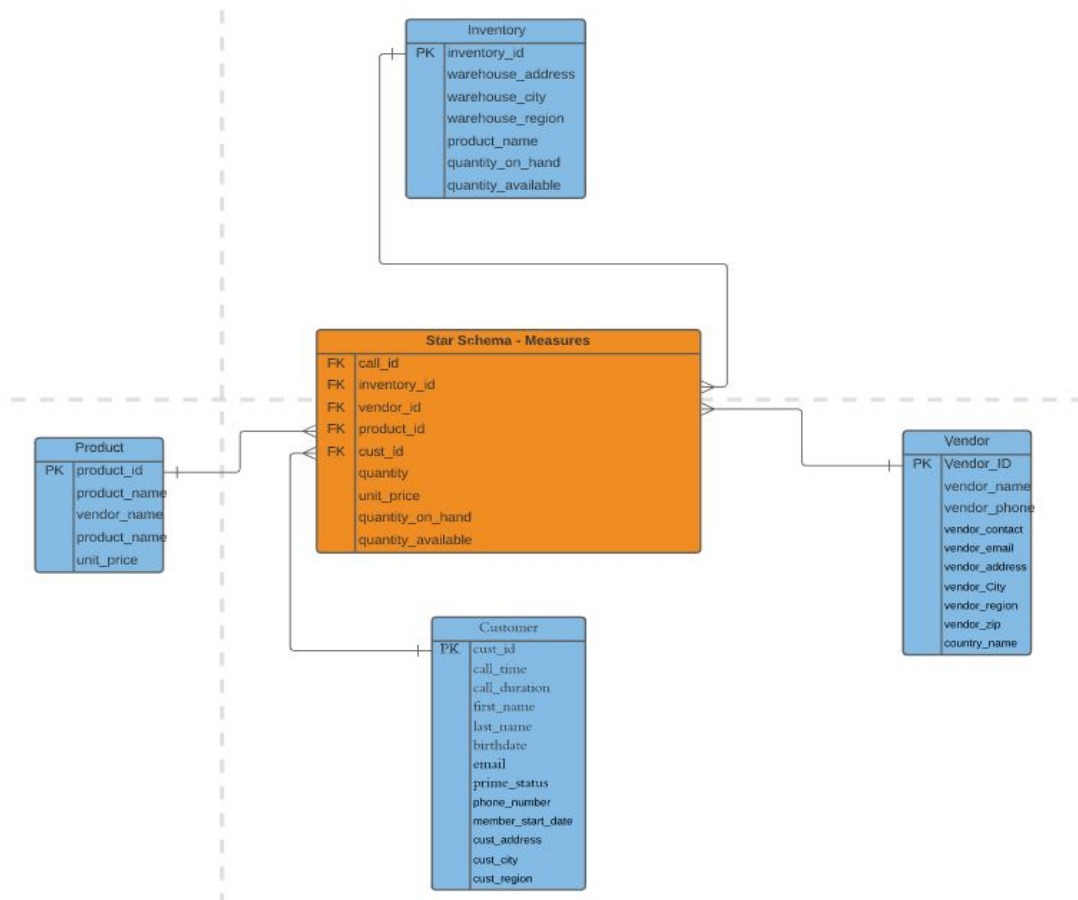 Inventory
PK inventory_id
warehouse_address
warehouse_city
warehouse_region
product_name
quantity_on_hand
quantity_available
Star Schema - Measures
FK call_id
FK inventory_id
FK vendor_id
FK product_id
FK cust_id
quantity
unit_price
quantity_on_hand
quantity_available
Product
PK product_id
product_name
vendor_name
product_name
unit_price
Vendor
PK Vendor_ID
vendor_name
vendor_phone
vendor_contact
vendor_email
vendor_address
vendor_City
vendor_region
vendor_zip
country_name
Customer
PK cust_id
call_time
call_duration
first_name
last_name
birthdate
email
prime_status
phone_number
member_start_date
cust_address
cust_city
cust_region